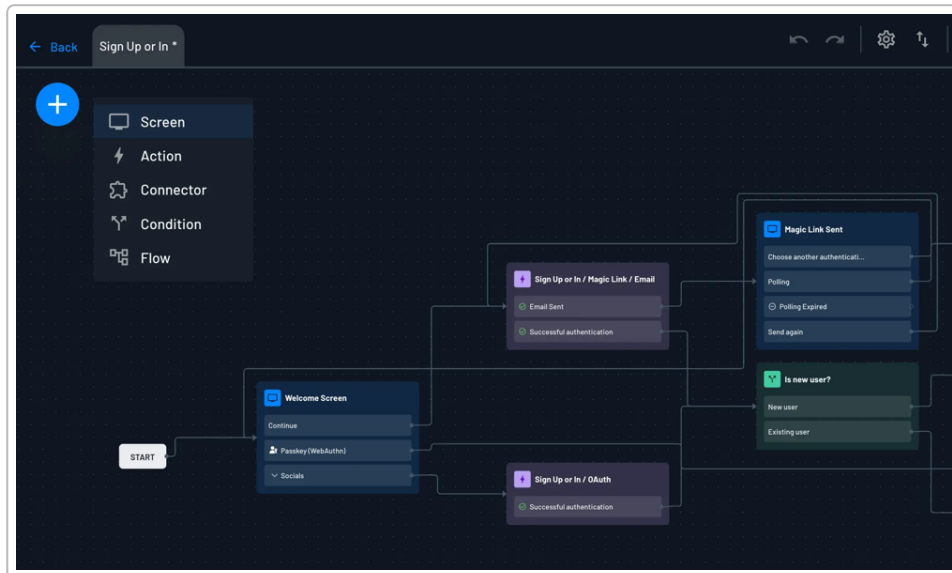 Back
Sign Up or In *
Screen
Action
Connector
Condition
Flow
Magic Link Sent
Choose another authenticati...
Polling
Polling Expired
Send again
Sign Up or In / Magic Link / Email
Email Sent
Successful authentication
Is new user?
New user
Existing user
Welcome Screen
Continue
Passkey (WebAuthn)
Socials
START
Sign Up or In / OAuth
Successful authentication